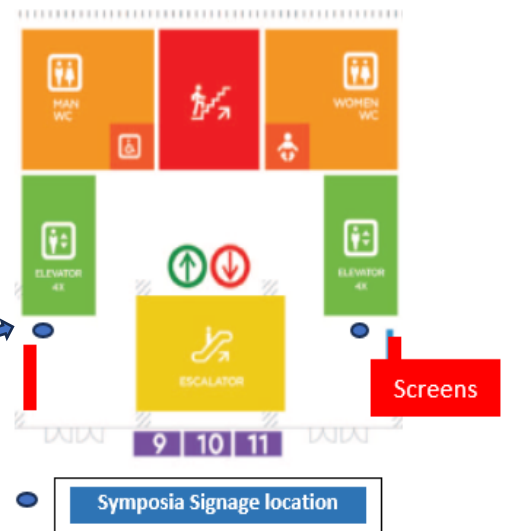 MAN
WC
WOMEN
WC
ELEVATOR
4X
ELEVATOR
4X
ESCALATOR
Screens
9 10 11
Symposia Signage location